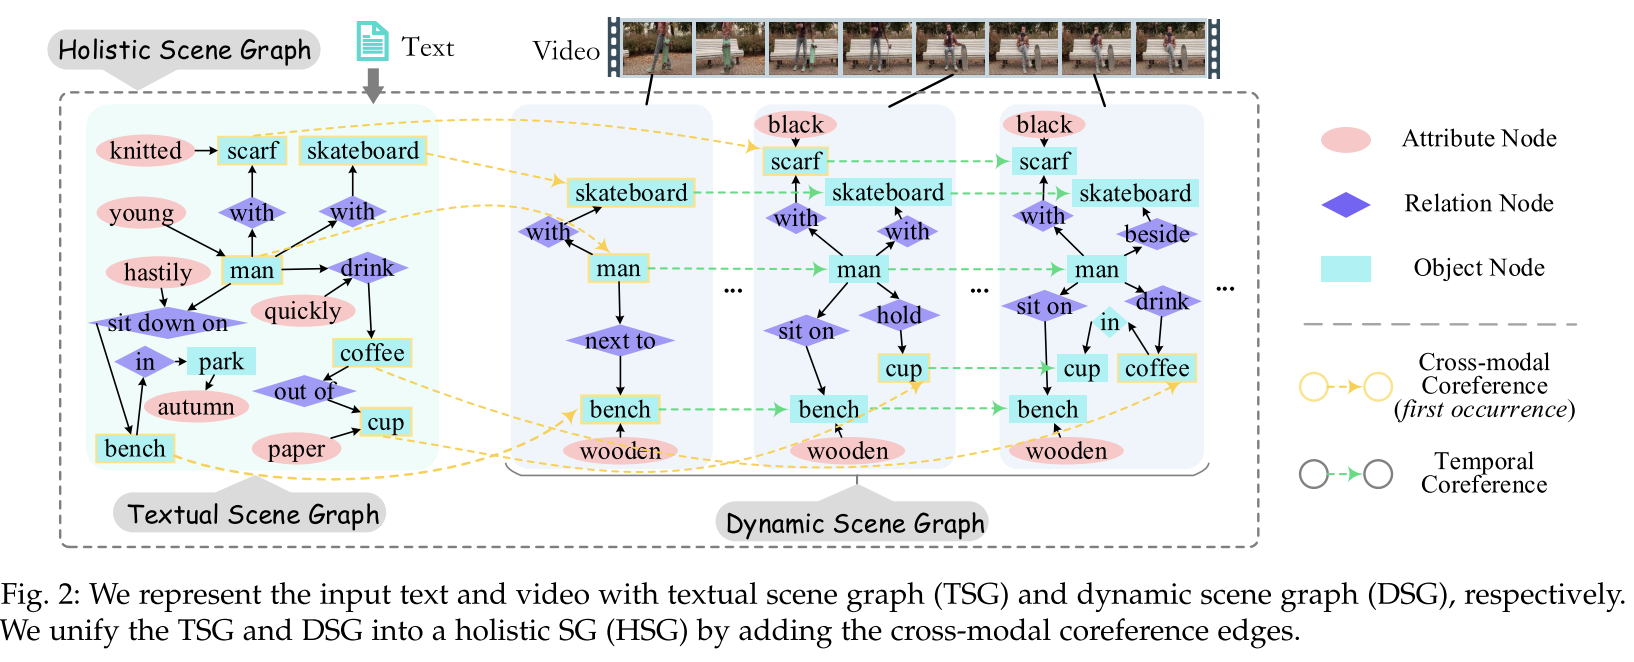 Holistic Scene Graph
Text
Video
knitted
scarf
skateboard
young
with
with
hastily
man
drink
quickly
sit down on
in
park
coffee
autumn
out of
cup
bench
paper
Textual Scene Graph
skateboard
with
man
next to
bench
wooden
...
black
scarf
skateboard
with
with
man
sit on
hold
cup
bench
wooden
...
black
scarf
skateboard
with
beside
man
sit on
drink
in
cup
coffee
bench
wooden
...
Dynamic Scene Graph
Attribute Node
Relation Node
Object Node
Cross-modal
Coreference
(first occurrence)
Temporal
Coreference
Fig. 2: We represent the input text and video with textual scene graph (TSG) and dynamic scene graph (DSG), respectively.
We unify the TSG and DSG into a holistic SG (HSG) by adding the cross-modal coreference edges.